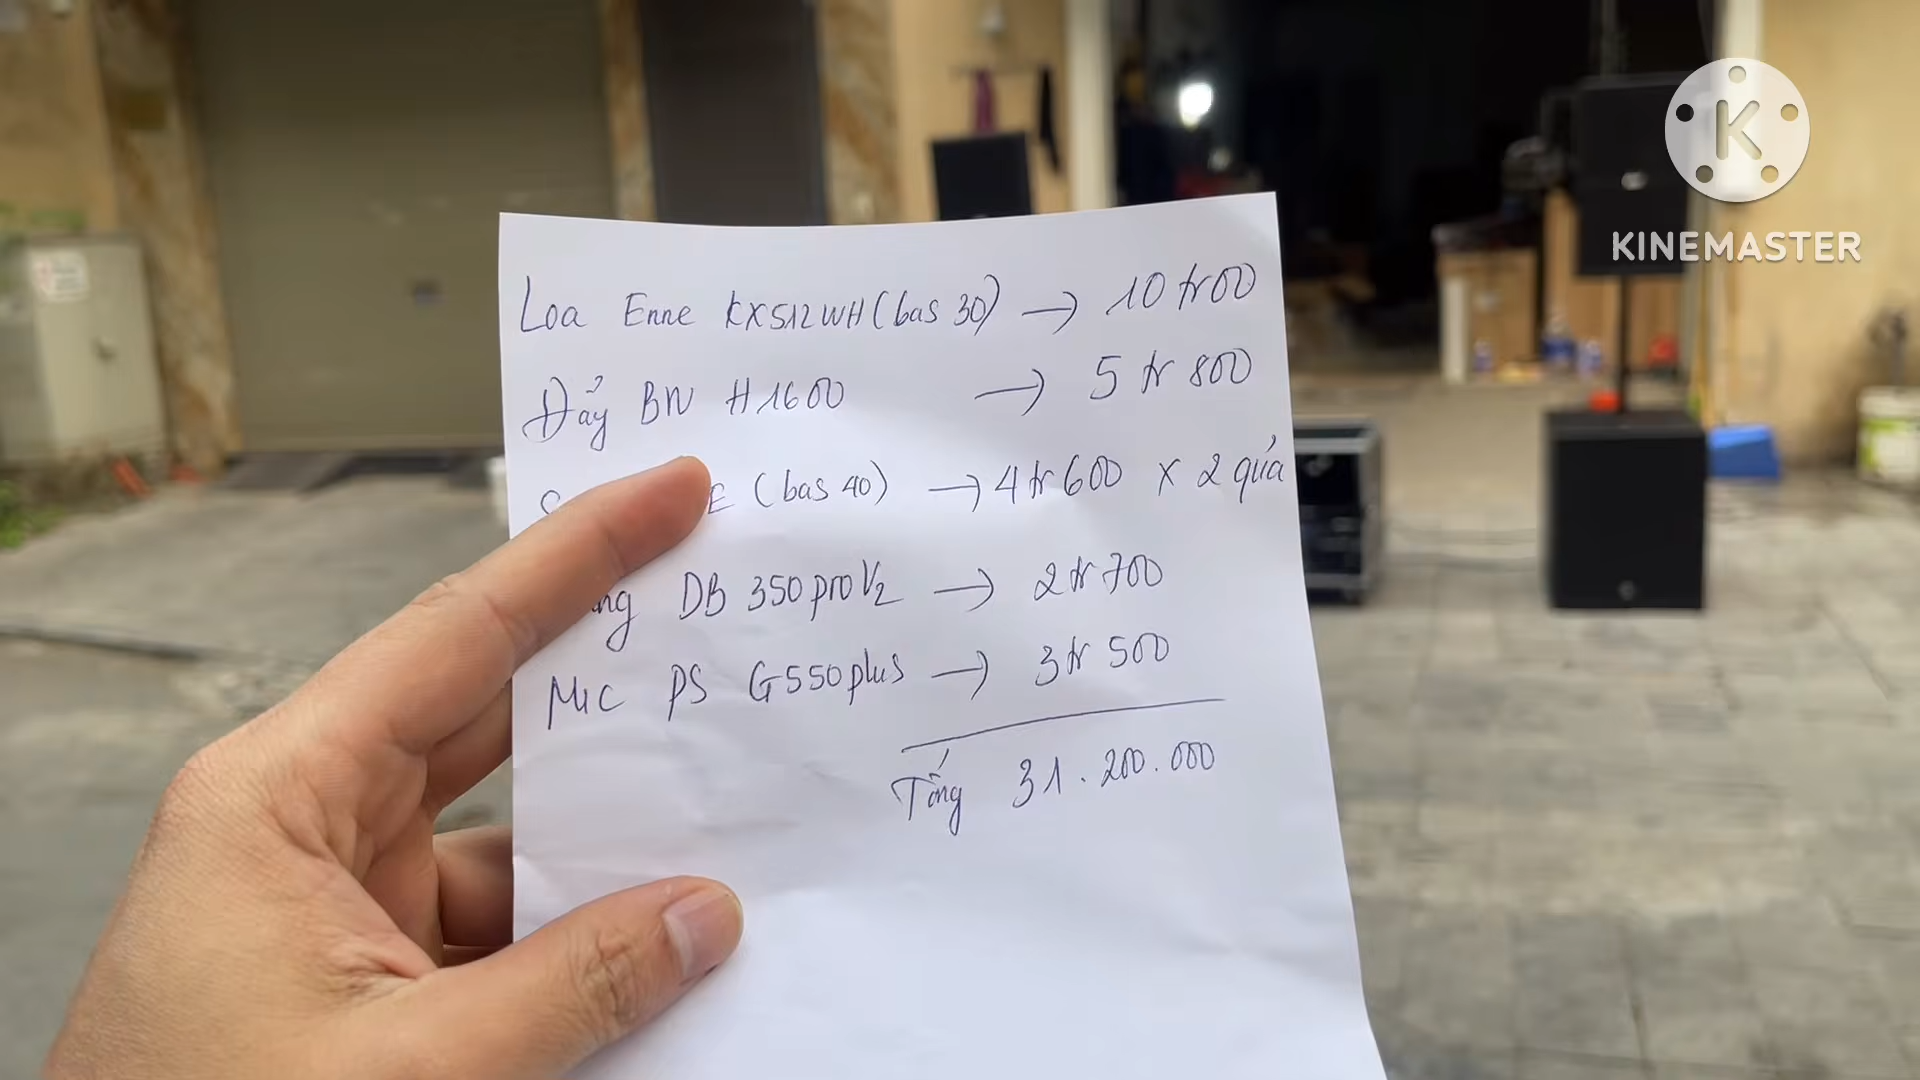 Loa Enne KX512WH (bas 30) → 10tr00
Đẩy BW H1600 → 5tr800
(bas 40) → 4tr600 x 2 quả
DB 350 pro V2 → 2tr700
Mic PS G550plus → 3tr500
Tổng 31.200.000
K
KINEMASTER